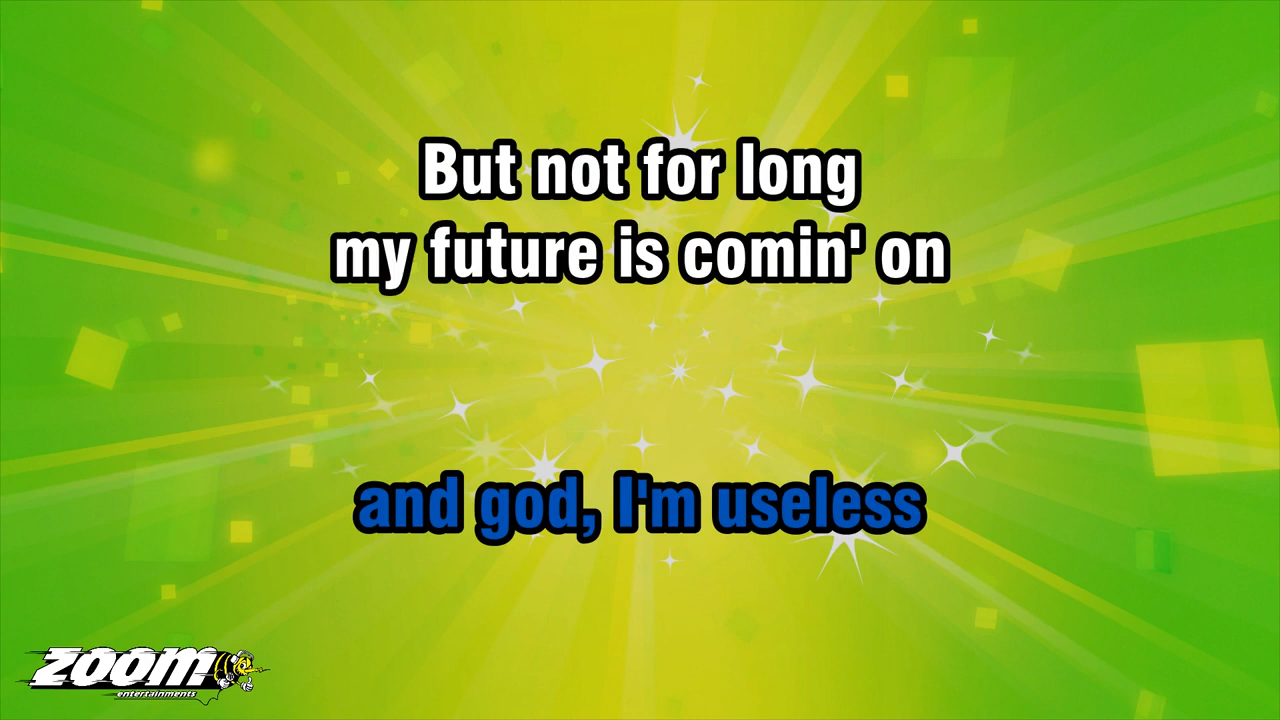 But not for long
my future is comin' on
and god, I'm useless
ZOOM
entertainments